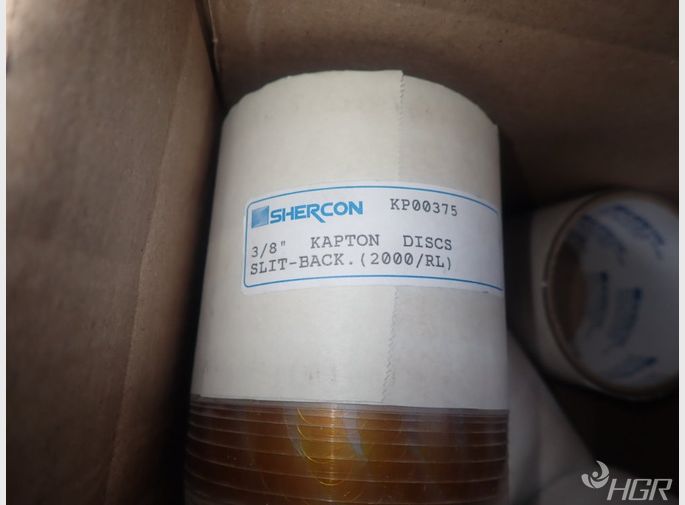 SHERCON KP00375
3/8" KAPTON DISCS
SLIT-BACK.(2000/RL)
HGR